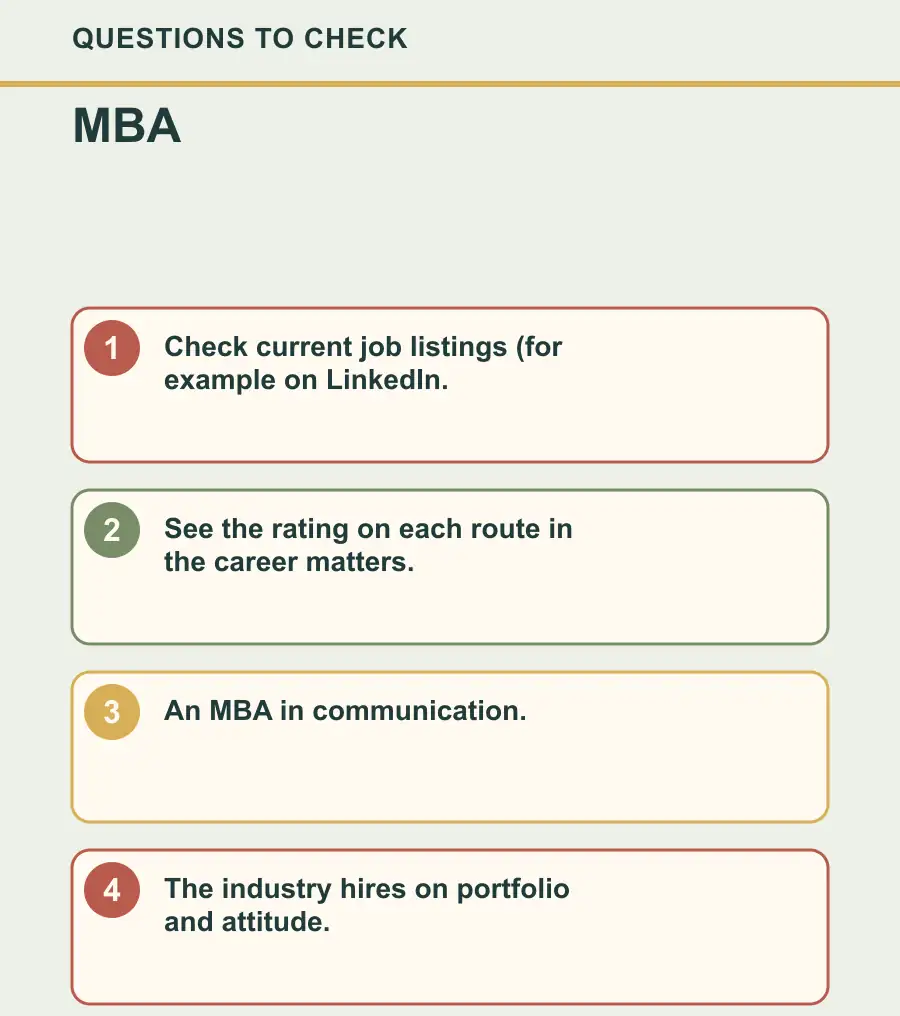 QUESTIONS TO CHECK
MBA
1
Check current job listings (for
example on LinkedIn.
2
See the rating on each route in
the career matters.
3
An MBA in communication.
4
The industry hires on portfolio
and attitude.